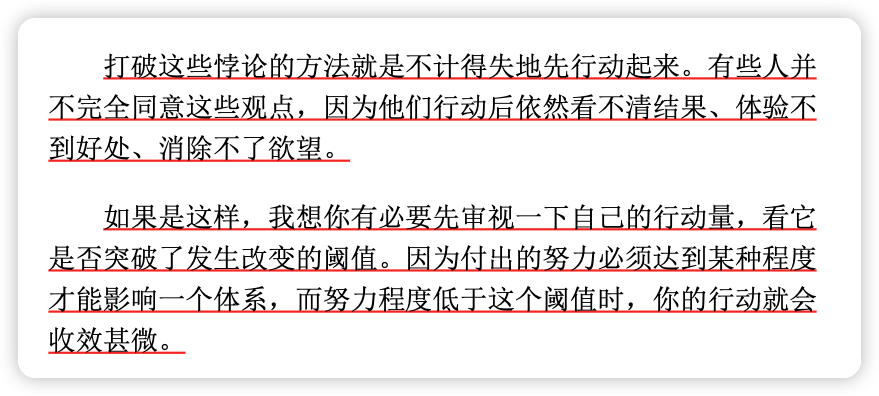 打破这些悖论的方法就是不计得失地先行动起来。有些人并
不完全同意这些观点，因为他们行动后依然看不清结果、体验不
到好处、消除不了欲望。
如果是这样，我想你有必要先审视一下自己的行动量，看它
是否突破了发生改变的阈值。因为付出的努力必须达到某种程度
才能影响一个体系，而努力程度低于这个阈值时，你的行动就会
收效甚微。